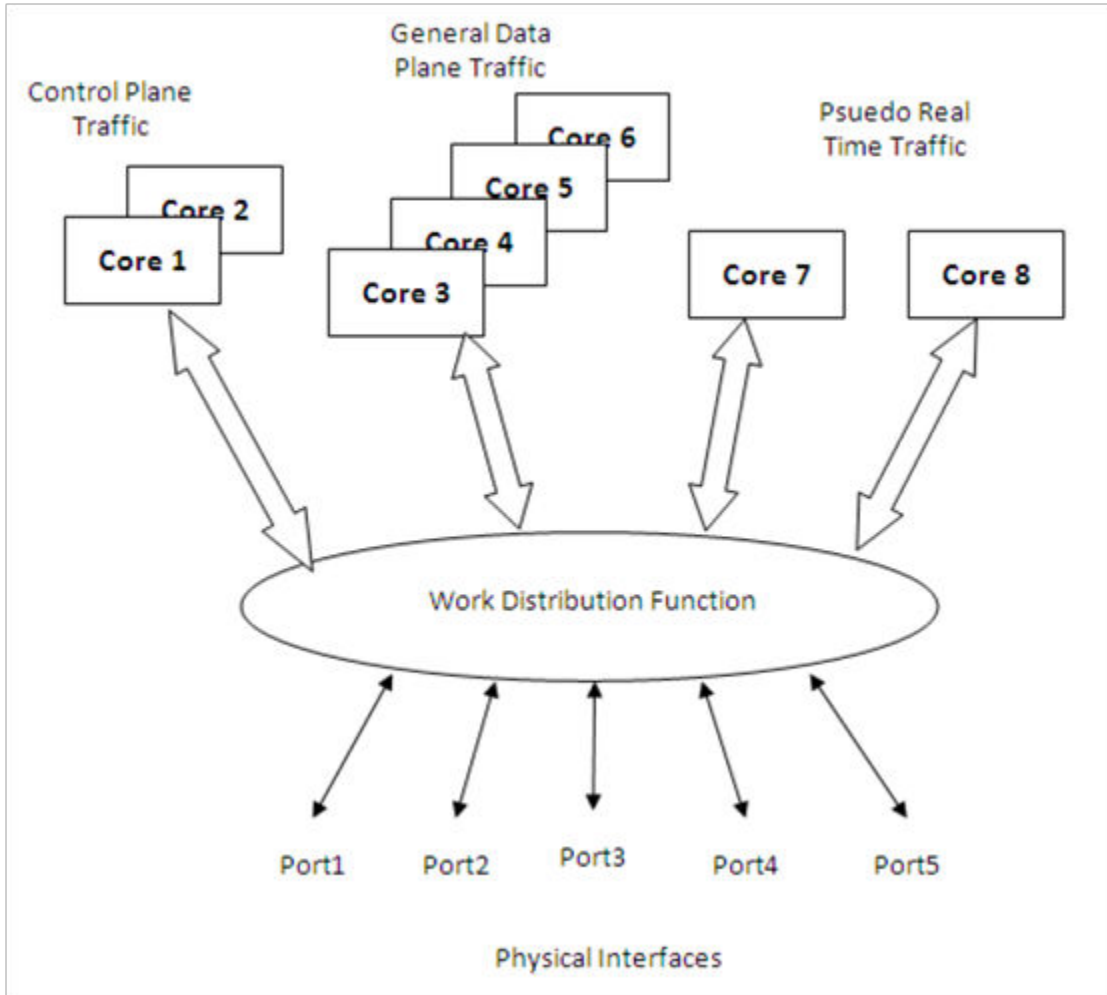 General Data
Plane Traffic
Control Plane
Traffic
Psuedo Real
Time Traffic
Core 6
Core 5
Core 2
Core 4
Core 1
Core 3
Core 7
Core 8
Work Distribution Function
Port1
Port2
Port3
Port4
Port5
Physical Interfaces